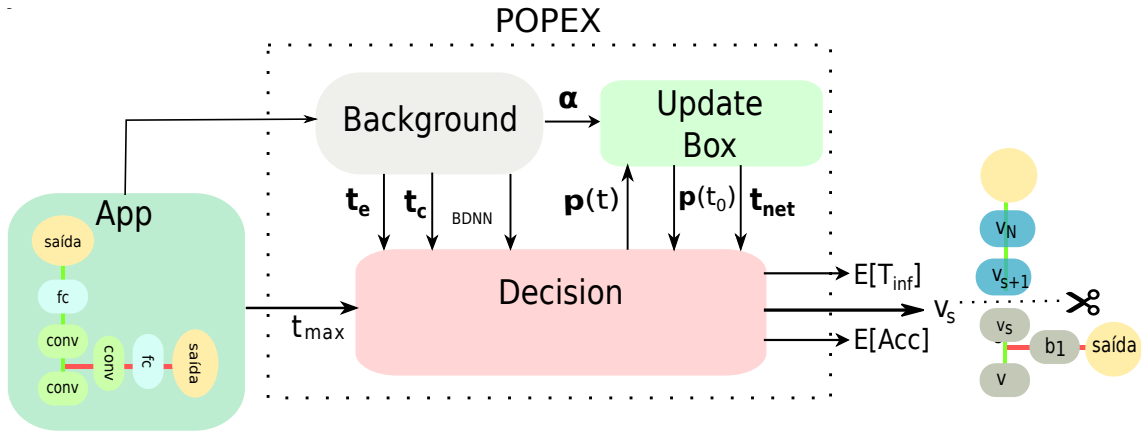 POPEX
Background
α
Update
Box
t_e
t_c
BDNN
p(t)
p(t_0)
t_net
App
saída
fc
conv
conv
conv
fc
saída
t_max
Decision
E[T_inf]
v_s
E[Acc]
v_N
v_s+1
v_s
b_1
saída
v